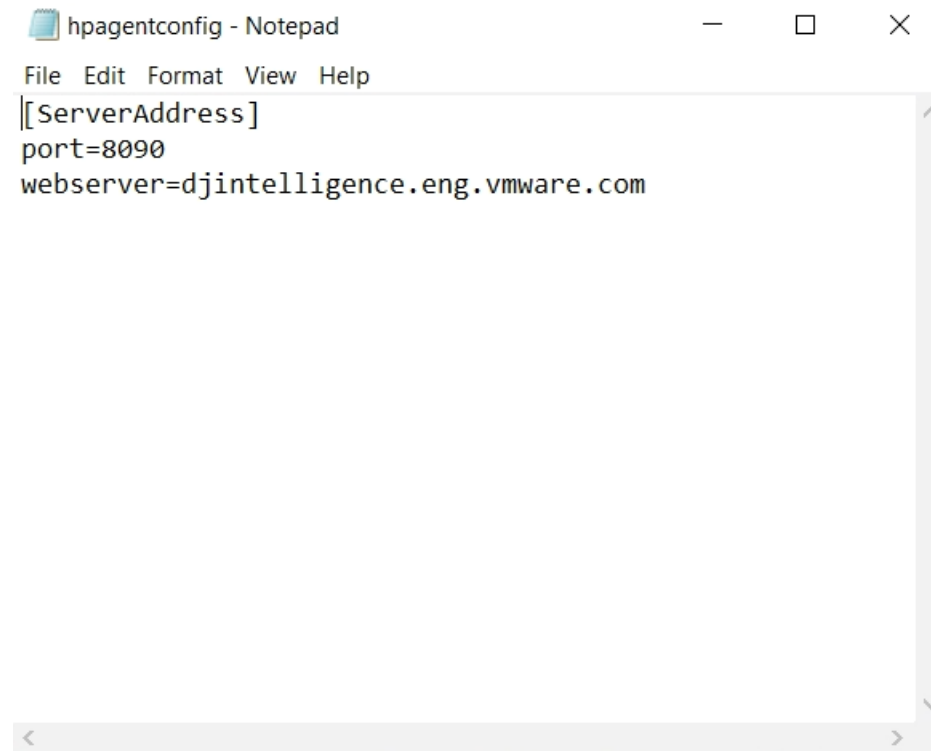 hpagentconfig - Notepad
File Edit Format View Help
[ServerAddress]
port=8090
webserver=djintelligence.eng.vmware.com